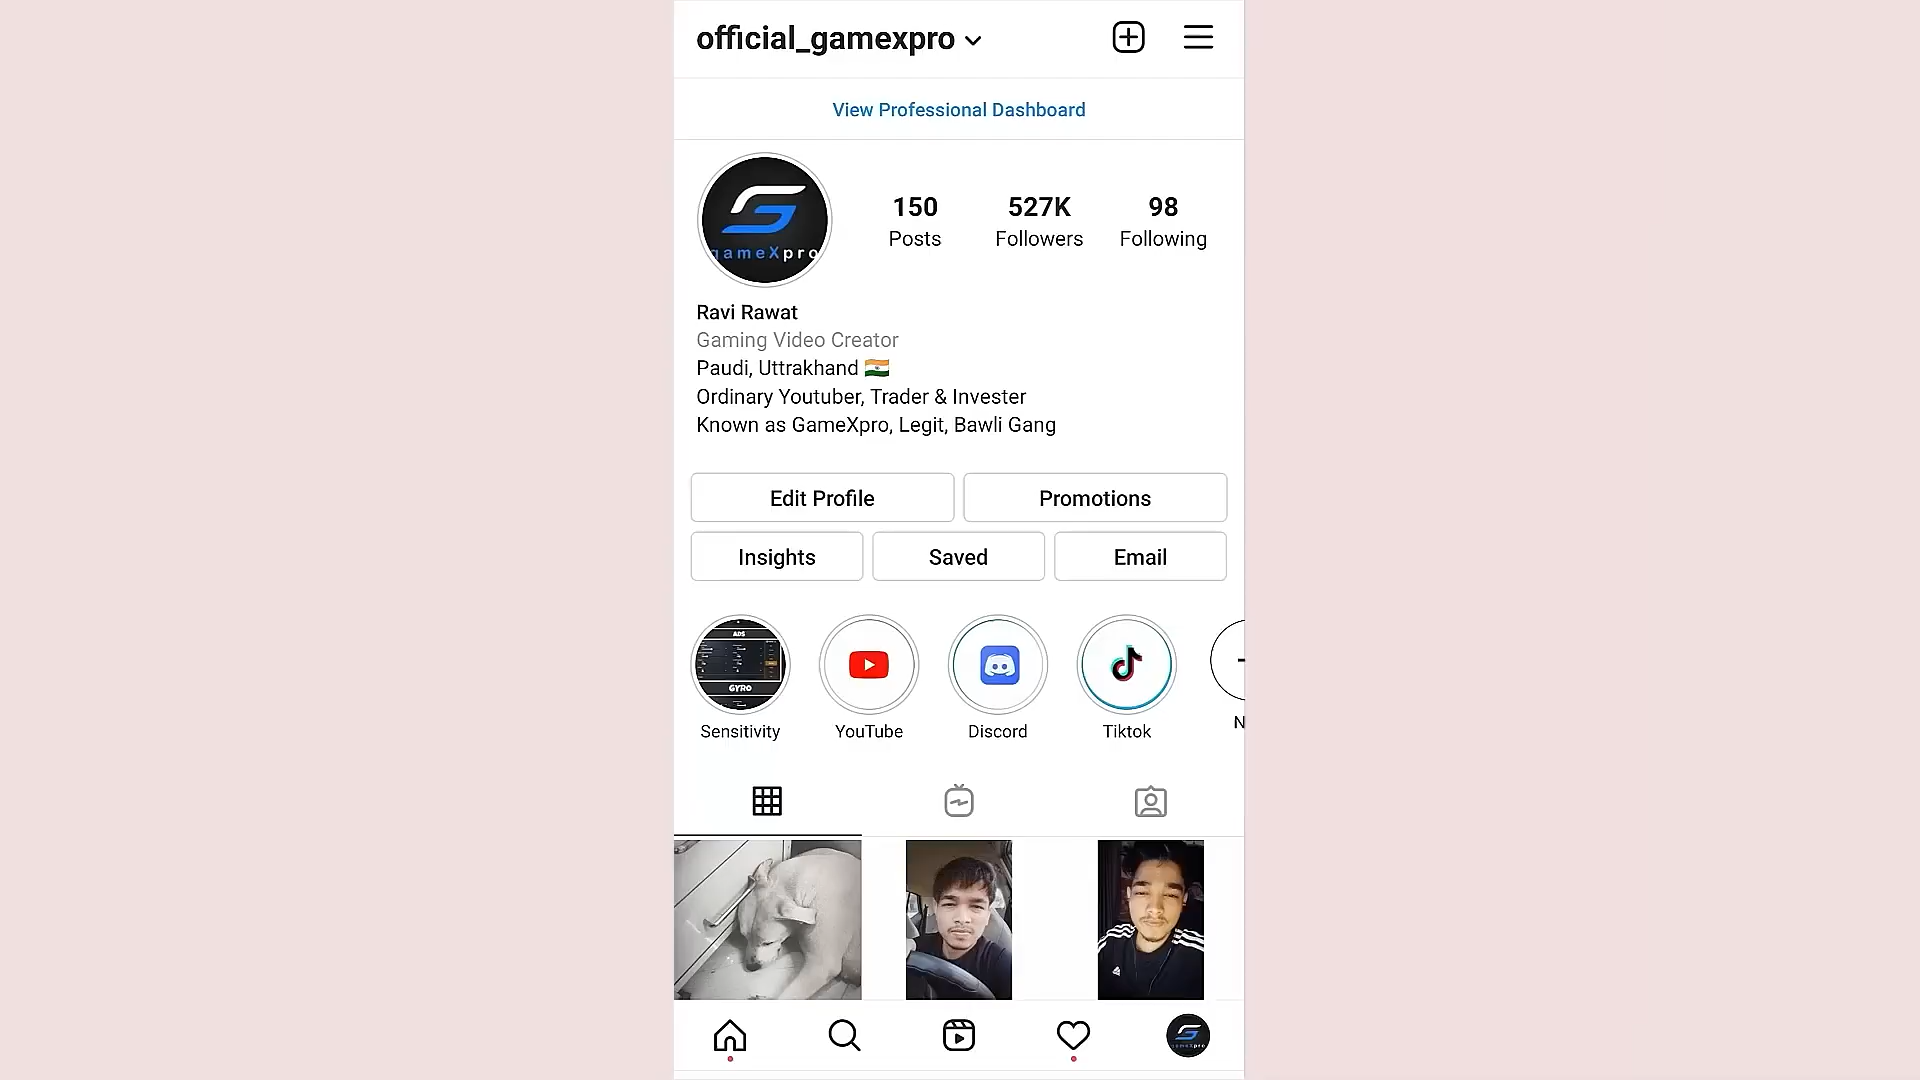 official_gamexpro
View Professional Dashboard
150 527K 98
Posts Followers Following
gameXpro
Ravi Rawat
Gaming Video Creator
Paudi, Uttrakhand 🇮🇳
Ordinary Youtuber, Trader & Invester
Known as GameXpro, Legit, Bawli Gang
Edit Profile Promotions
Insights Saved Email
ADS
GYRO
Sensitivity YouTube Discord Tiktok N